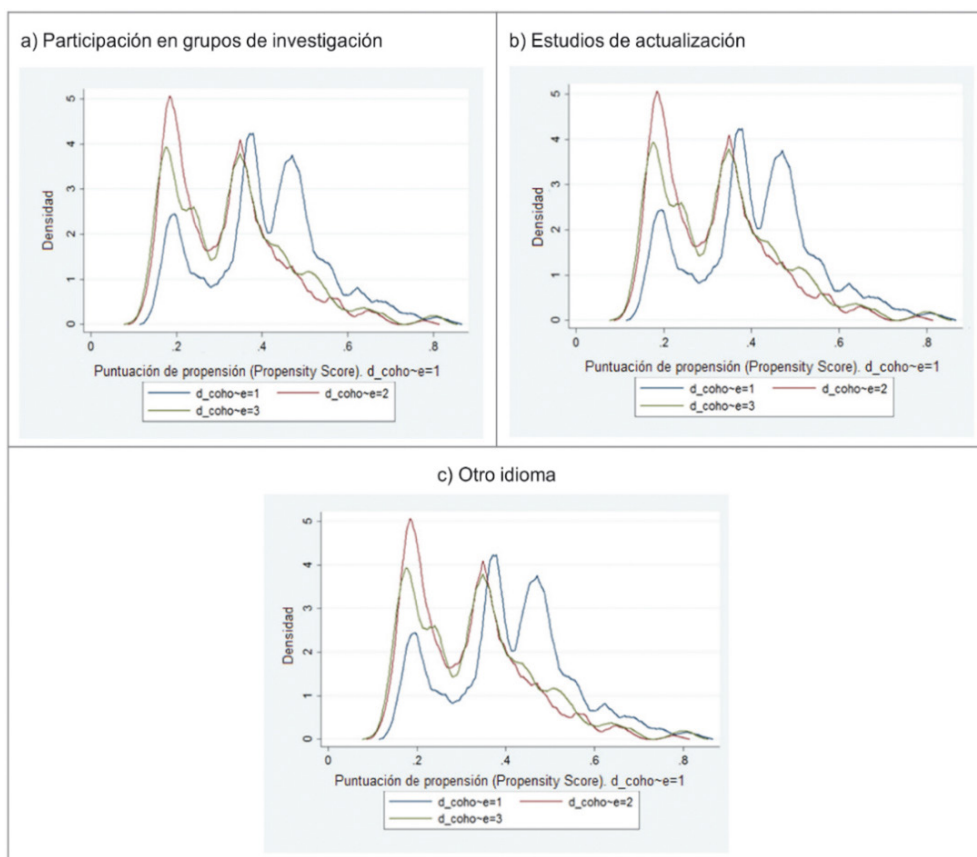 a) Participación en grupos de investigación
Densidad
5
4
3
2
1
0
0 .2 .4 .6 .8
Puntuación de propensión (Propensity Score). d_coho~e=1
d_coho~e=1 d_coho~e=2
d_coho~e=3
b) Estudios de actualización
Densidad
5
4
3
2
1
0
0 .2 .4 .6 .8
Puntuación de propensión (Propensity Score). d_coho~e=1
d_coho~e=1 d_coho~e=2
d_coho~e=3
c) Otro idioma
Densidad
5
4
3
2
1
0
0 .2 .4 .6 .8
Puntuación de propensión (Propensity Score). d_coho~e=1
d_coho~e=1 d_coho~e=2
d_coho~e=3